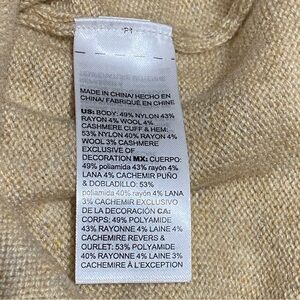 MADE IN CHINA/ HECHO EN
CHINA/ FABRIQUÉ EN CHINE
US: BODY: 49% NYLON 43%
RAYON 4% WOOL 4%
CASHMERE CUFF & HEM:
53% NYLON 40% RAYON 4%
WOOL 3% CASHMERE
EXCLUSIVE OF
DECORATION MX: CUERPO:
49% poliamida 43% rayón 4%
LANA 4% CACHEMIR PUÑO
& DOBLADILLO: 53%
poliamida 40% rayón 4% LANA
3% CACHEMIR EXCLUSIVO
DE LA DECORACIÓN CA:
CORPS: 49% POLYAMIDE
43% RAYONNE 4% LAINE 4%
CACHEMIRE REVERS &
OURLET: 53% POLYAMIDE
40% RAYONNE 4% LAINE 3%
CACHEMIRE À L'EXCEPTION